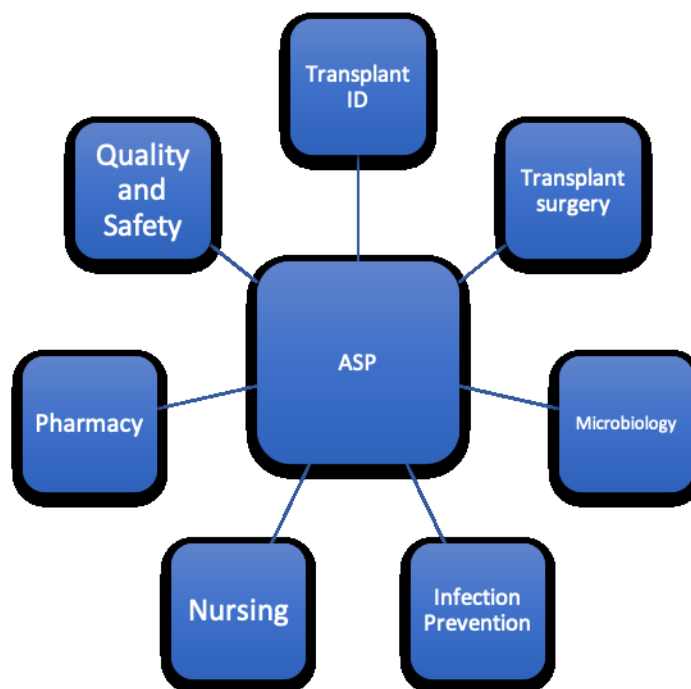 Transplant
ID
Quality
and
Safety
Transplant
surgery
ASP
Pharmacy
Microbiology
Nursing
Infection
Prevention